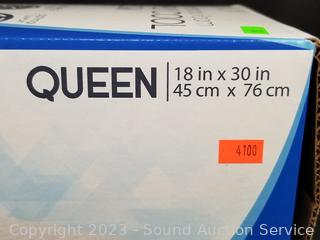 QUEEN
18 in x 30 in
45 cm x 76 cm
4100
Copyright 2023 - Sound Auction Service